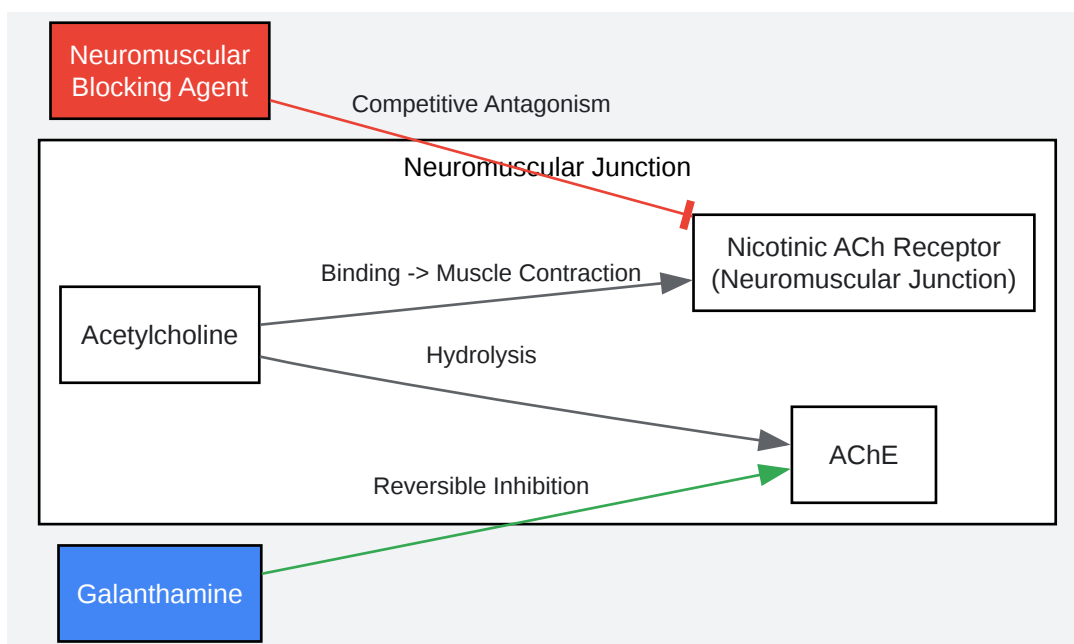 Neuromuscular
Blocking Agent
Competitive Antagonism
Neuromuscular Junction
Nicotinic ACh Receptor
(Neuromuscular Junction)
Binding -> Muscle Contraction
Acetylcholine
Hydrolysis
AChE
Reversible Inhibition
Galanthamine